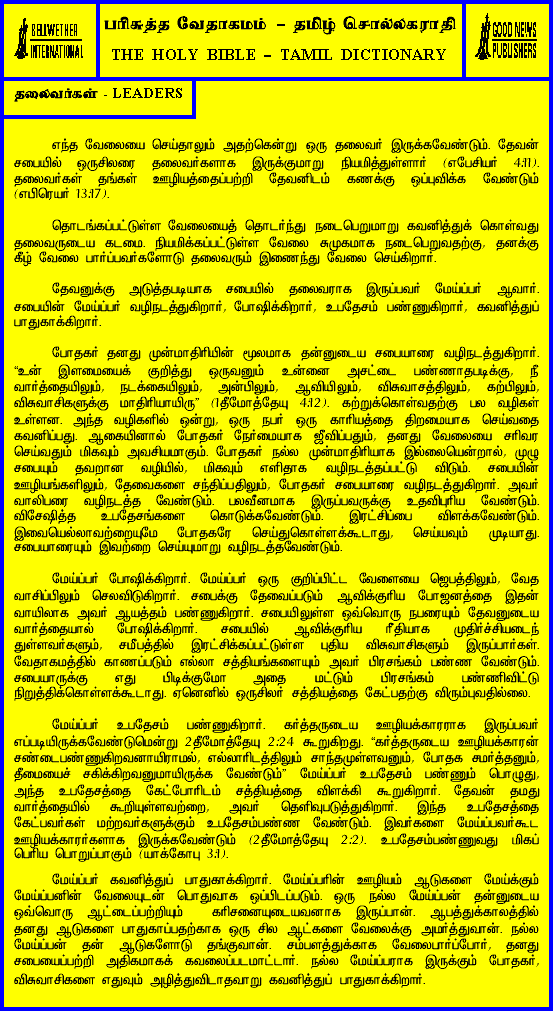 BELLWETHER
INTERNATIONAL
பரிசுத்த வேதாகமம் – தமிழ் சொல்லகராதி
THE HOLY BIBLE – TAMIL DICTIONARY
GOOD NEWS
PUBLISHERS
தலைவர்கள் - LEADERS
எந்த வேலையை செய்தாலும் அதற்கென்று ஒரு தலைவர் இருக்கவேண்டும். தேவன்
சபையில் ஒருசிலரை தலைவர்களாக இருக்குமாறு நியமித்துள்ளார் (எபேசியர் 4:11).
தலைவர்கள் தங்கள் ஊழியத்தைப்பற்றி தேவனிடம் கணக்கு ஒப்புவிக்க வேண்டும்
(எபிரெயர் 13:17).
தொடங்கப்பட்டுள்ள வேலையைத் தொடர்ந்து நடைபெறுமாறு கவனித்துக் கொள்வது
தலைவருடைய கடமை. நியமிக்கப்பட்டுள்ள வேலை சுமுகமாக நடைபெறுவதற்கு, தனக்கு
கீழ் வேலை பார்ப்பவர்களோடு தலைவரும் இணைந்து வேலை செய்கிறார்.
தேவனுக்கு அடுத்தபடியாக சபையில் தலைவராக இருப்பவர் மேய்ப்பர் ஆவார்.
சபையின் மேய்ப்பர் வழிநடத்துகிறார், போஷிக்கிறார், உபதேசம் பண்ணுகிறார், கவனித்துப்
பாதுகாக்கிறார்.
போதகர் தனது முன்மாதிரியின் மூலமாக தன்னுடைய சபையாரை வழிநடத்துகிறார்.
“உன் இளமையைக் குறித்து ஒருவனும் உன்னை அசட்டை பண்ணாதபடிக்கு, நீ
வார்த்தையிலும், நடக்கையிலும், அன்பிலும், ஆவியிலும், விசுவாசத்திலும், கற்பிலும்,
விசுவாசிகளுக்கு மாதிரியாயிரு” (1தீமோத்தேயு 4:12). கற்றுக்கொள்வதற்கு பல வழிகள்
உள்ளன. அந்த வழிகளில் ஒன்று, ஒரு நபர் ஒரு காரியத்தை திறமையாக செய்வதை
கவனிப்பது. ஆகையினால் போதகர் நேர்மையாக ஜீவிப்பதும், தனது வேலையை சரிவர
செய்வதும் மிகவும் அவசியமாகும். போதகர் நல்ல முன்மாதிரியாக இல்லையென்றால், முழு
சபையும் தவறான வழியில், மிகவும் எளிதாக வழிநடத்தப்பட்டு விடும். சபையின்
ஊழியங்களிலும், தேவைகளை சந்திப்பதிலும், போதகர் சபையாரை வழிநடத்துகிறார். அவர்
வாலிபரை வழிநடத்த வேண்டும். பலவீனமாக இருப்பவருக்கு உதவிபுரிய வேண்டும்.
விசேஷித்த உபதேசங்களை கொடுக்கவேண்டும். இரட்சிப்பை விளக்கவேண்டும்.
இவையெல்லாவற்றையுமே போதகரே செய்துகொள்ளக்கூடாது, செய்யவும் முடியாது.
சபையாரையும் இவற்றை செய்யுமாறு வழிநடத்தவேண்டும்.
மேய்ப்பர் போஷிக்கிறார். மேய்ப்பர் ஒரு குறிப்பிட்ட வேளையை ஜெபத்திலும், வேத
வாசிப்பிலும் செலவிடுகிறார். சபைக்கு தேவைப்படும் ஆவிக்குரிய போஜனத்தை இதன்
வாயிலாக அவர் ஆயத்தம் பண்ணுகிறார். சபையிலுள்ள ஒவ்வொரு நபரையும் தேவனுடைய
வார்த்தையால் போஷிக்கிறார். சபையில் ஆவிக்குரிய ரீதியாக முதிர்ச்சியடைந்
துள்ளவர்களும், சமீபத்தில் இரட்சிக்கப்பட்டுள்ள புதிய விசுவாசிகளும் இருப்பார்கள்.
வேதாகமத்தில் காணப்படும் எல்லா சத்தியங்களையும் அவர் பிரசங்கம் பண்ண வேண்டும்.
சபையாருக்கு எது பிடிக்குமோ அதை மட்டும் பிரசங்கம் பண்ணிவிட்டு
நிறுத்திக்கொள்ளக்கூடாது. ஏனெனில் ஒருசிலர் சத்தியத்தை கேட்பதற்கு விரும்புவதில்லை.
மேய்ப்பர் உபதேசம் பண்ணுகிறார். கர்த்தருடைய ஊழியக்காரராக இருப்பவர்
எப்படியிருக்கவேண்டுமென்று 2தீமோத்தேயு 2:24 கூறுகிறது. “கர்த்தருடைய ஊழியக்காரன்
சண்டைபண்ணுகிறவனாயிராமல், எல்லாரிடத்திலும் சாந்தமுள்ளவனும், போதக சமர்த்தனும்,
தீமையைச் சகிக்கிறவனுமாயிருக்க வேண்டும்” மேய்ப்பர் உபதேசம் பண்ணும் பொழுது,
அந்த உபதேசத்தை கேட்போரிடம் சத்தியத்தை விளக்கி கூறுகிறார். தேவன் தமது
வார்த்தையில் கூறியுள்ளவற்றை, அவர் தெளிவுபடுத்துகிறார். இந்த உபதேசத்தை
கேட்பவர்கள் மற்றவர்களுக்கும் உபதேசம்பண்ண வேண்டும். இவர்களை மேய்ப்பவர்கூட
ஊழியக்காரர்களாக இருக்கவேண்டும் (2தீமோத்தேயு 2:2). உபதேசம்பண்ணுவது மிகப்
பெரிய பொறுப்பாகும் (யாக்கோபு 3:1).
மேய்ப்பர் கவனித்துப் பாதுகாக்கிறார். மேய்ப்பரின் ஊழியம் ஆடுகளை மேய்க்கும்
மேய்ப்பனின் வேலையுடன் பொதுவாக ஒப்பிடப்படும். ஒரு நல்ல மேய்ப்பன் தன்னுடைய
ஒவ்வொரு ஆட்டைப்பற்றியும் கரிசனையுடையவனாக இருப்பான். ஆபத்துக்காலத்தில்
தனது ஆடுகளை பாதுகாப்பதற்காக ஒரு சில ஆட்களை வேலைக்கு அமர்த்துவான். நல்ல
மேய்ப்பன் தன் ஆடுகளோடு தங்குவான். சம்பளத்துக்காக வேலைபார்ப்போர், தனது
சபையைப்பற்றி அதிகமாகக் கவலைப்படமாட்டார். நல்ல மேய்ப்பராக இருக்கும் போதகர்,
விசுவாசிகளை எதுவும் அழித்துவிடாதவாறு கவனித்துப் பாதுகாக்கிறார்.